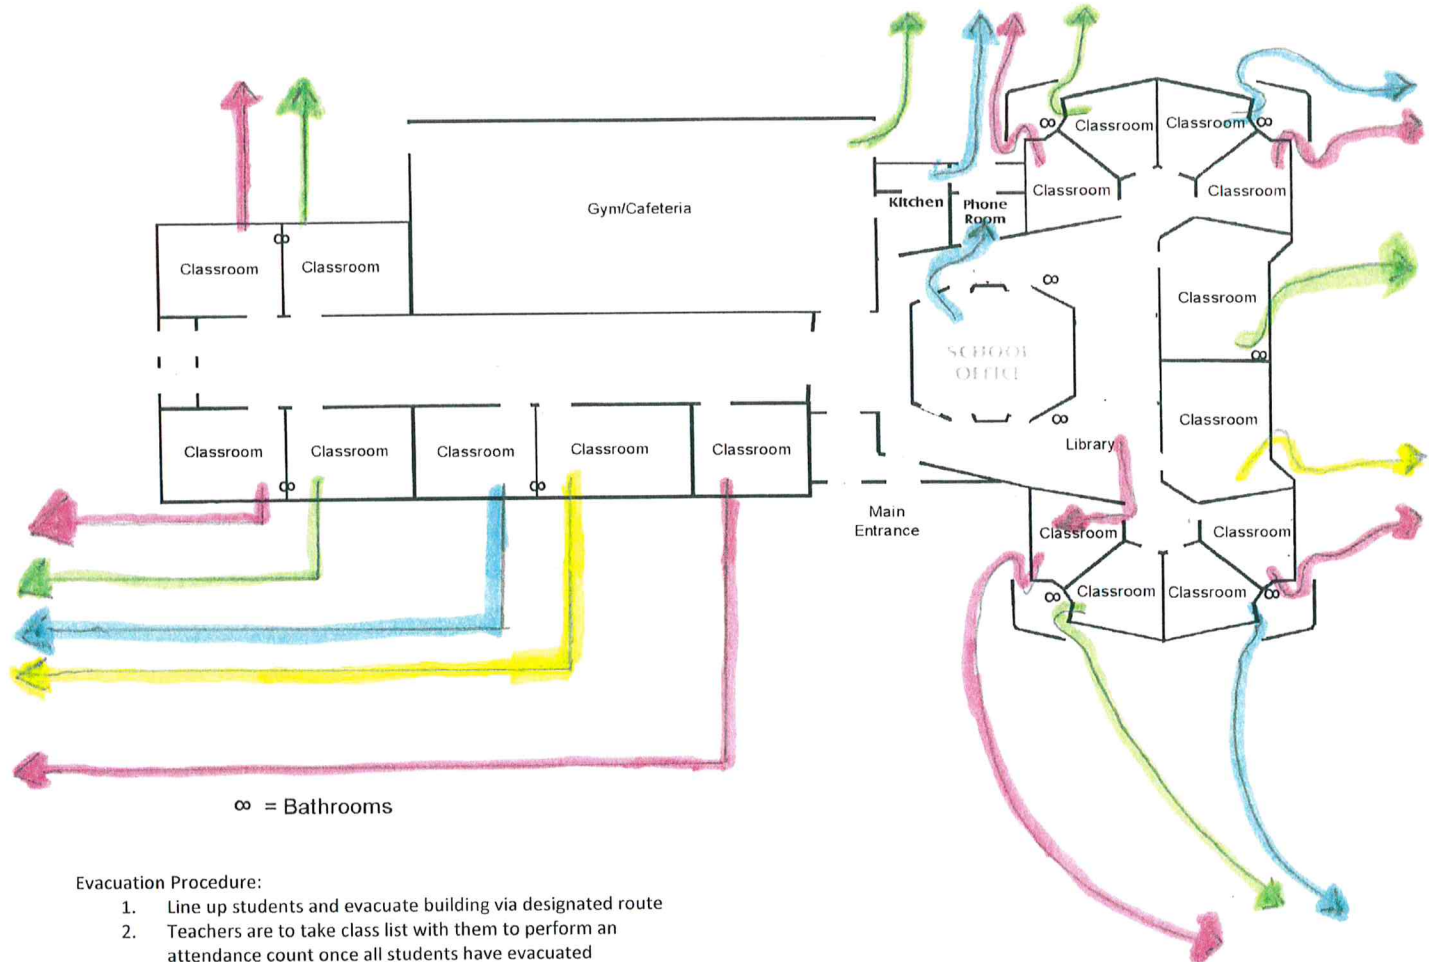 Classroom
Classroom
Classroom
Classroom
Kitchen
Phone
Room
Classroom
Classroom
Gym/Cafeteria
Classroom
Classroom
SCHOOL
OFFICE
Classroom
Library
Classroom
Classroom
Classroom
Classroom
Classroom
Main
Entrance
Classroom
Classroom
Classroom
Classroom
∞ = Bathrooms
Evacuation Procedure:
1. Line up students and evacuate building via designated route
2. Teachers are to take class list with them to perform an
attendance count once all students have evacuated